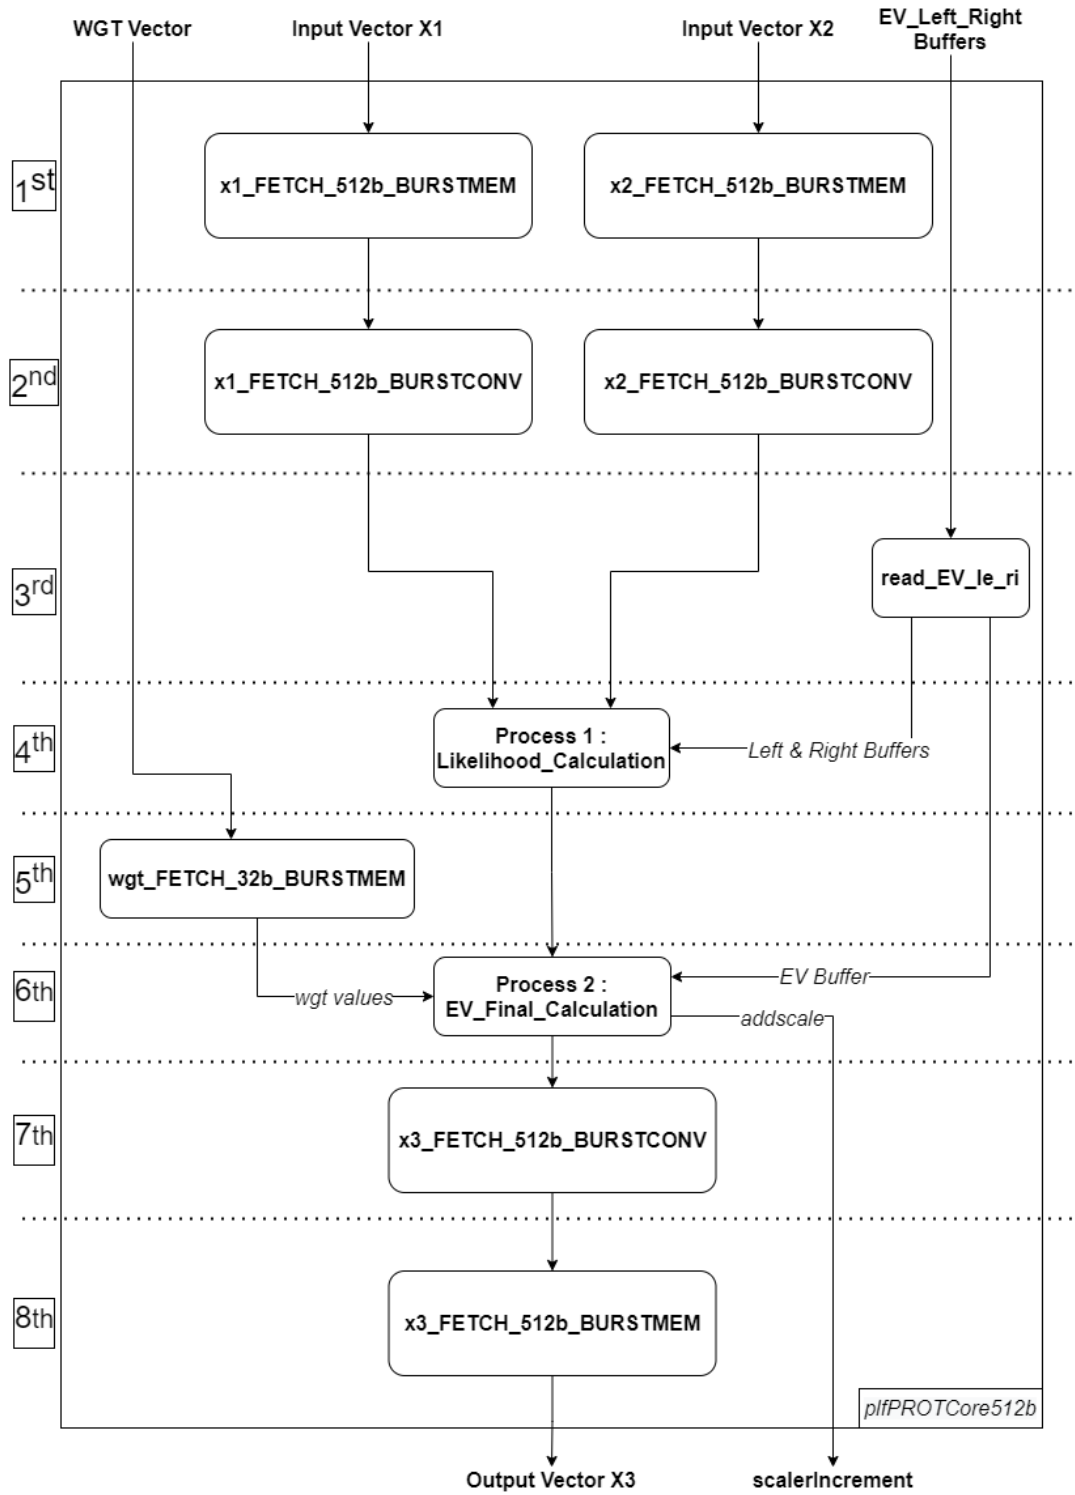 WGT Vector
Input Vector X1
Input Vector X2
EV_Left_Right
Buffers
1st
x1_FETCH_512b_BURSTMEM
x2_FETCH_512b_BURSTMEM
2nd
x1_FETCH_512b_BURSTCONV
x2_FETCH_512b_BURSTCONV
3rd
read_EV_le_ri
4th
Process 1 :
Likelihood_Calculation
Left & Right Buffers
5th
wgt_FETCH_32b_BURSTMEM
6th
wgt values
Process 2 :
EV_Final_Calculation
EV Buffer
addscale
7th
x3_FETCH_512b_BURSTCONV
8th
x3_FETCH_512b_BURSTMEM
plfPROTCore512b
Output Vector X3
scalerIncrement